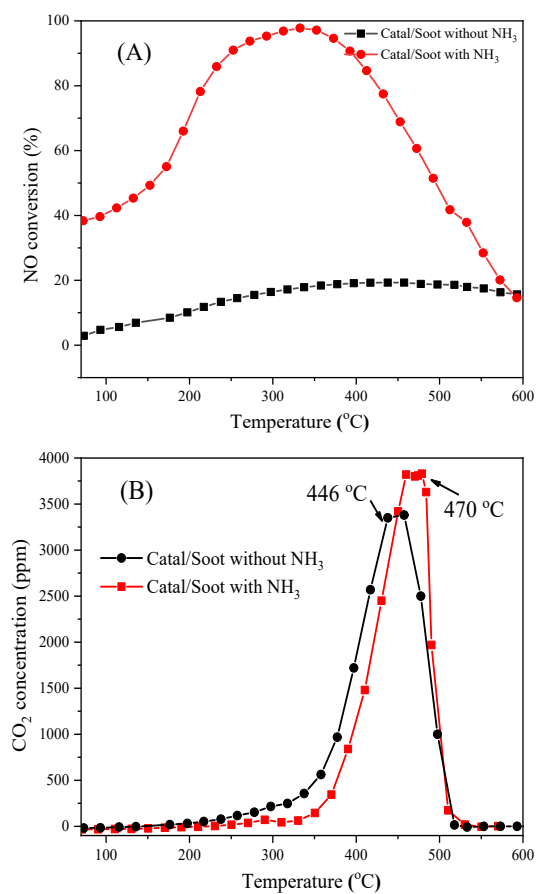 (A)
Catal/Soot without NH₃
Catal/Soot with NH₃
NO conversion (%)
100
80
60
40
20
0
100 200 300 400 500 600
Temperature (°C)
(B)
446 °C
470 °C
Catal/Soot without NH₃
Catal/Soot with NH₃
CO₂ concentration (ppm)
4000
3500
3000
2500
2000
1500
1000
500
0
100 200 300 400 500 600
Temperature (°C)